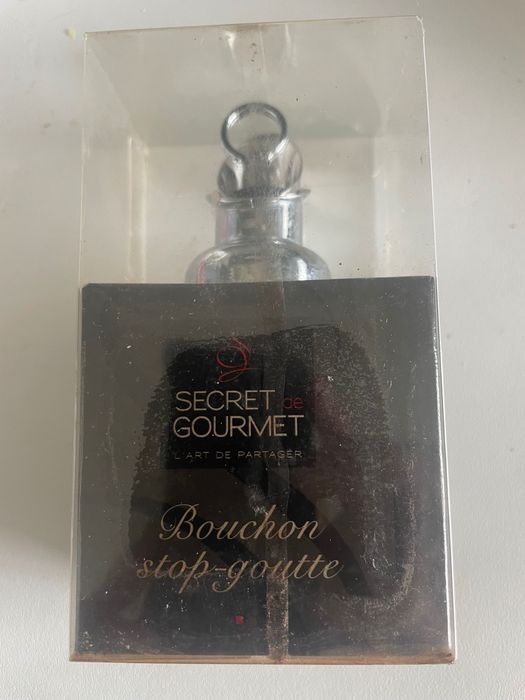 SECRET de
GOURMET
L'ART DE PARTAGER
Bouchon
stop-goutte